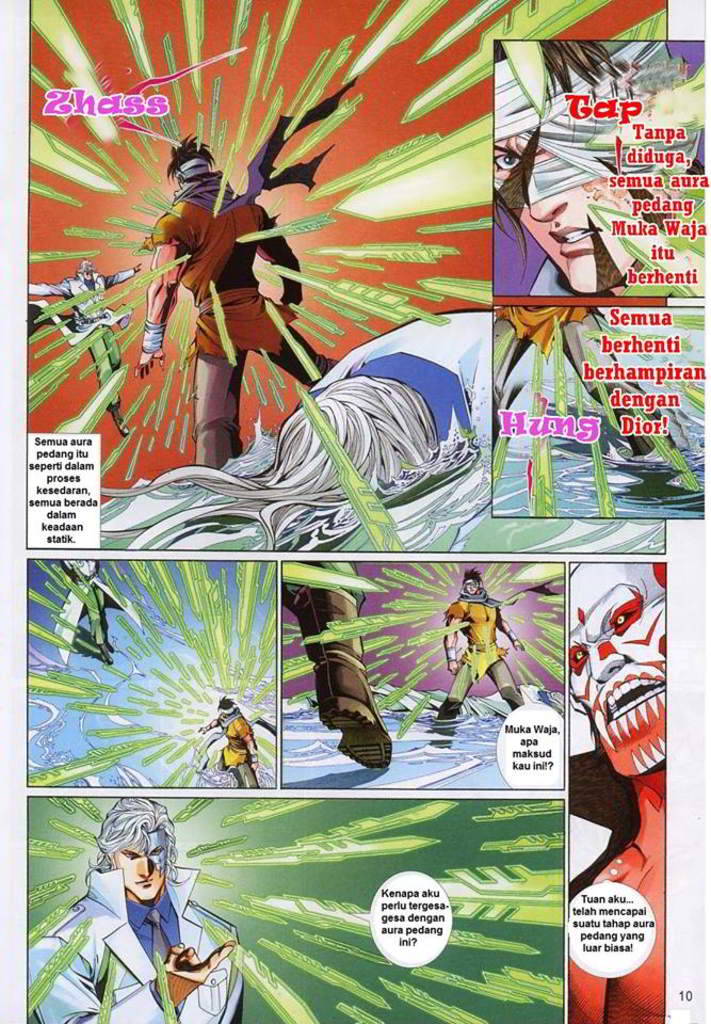 Zhass
Tap
Tanpa
diduga,
semua aura
pedang
Muka Waja
itu
berhenti
Semua
berhenti
berhampiran
dengan
Dior!
Hung
Semua aura
pedang itu
seperti dalam
proses
kesedaran,
semua berada
dalam
keadaan
statik.
Muka Waja,
apa
maksud
kau ini!?
Kenapa aku
perlu tergesa-
gesa dengan
aura pedang
ini?
Tuan aku...
telah mencapai
suatu tahap aura
pedang yang
luar biasa!
10